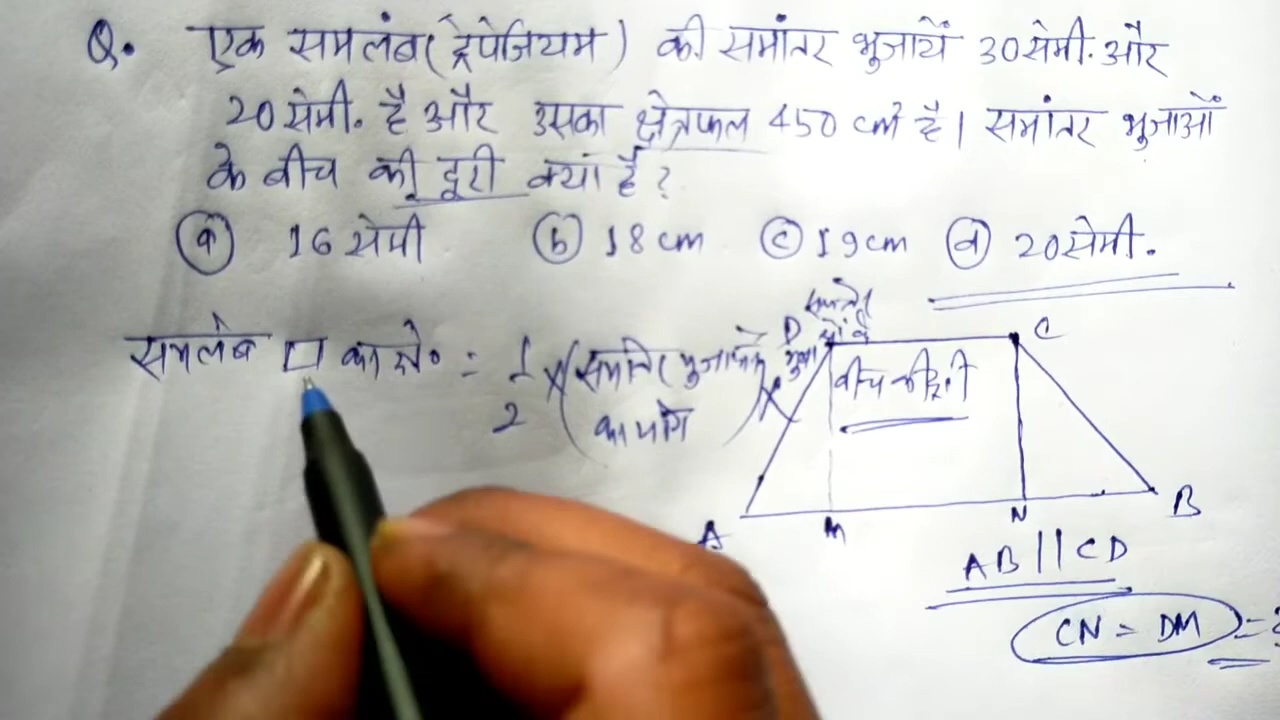 Q. एक समलंब (ट्रेपेजियम) की समांतर भुजायें 30 सेमी. और
20 सेमी. है और उसका क्षेत्रफल 450 cm² है। समांतर भुजाओं
के बीच की दूरी क्या है?
(a) 16 सेमी (b) 18 cm (c) 19 cm (d) 20 सेमी.
समलंब □ का क्षे० = 1/2 × (समांतर भुजाओं का योग) ×
बीच की दूरी
D C
A M N B
AB || CD
CN = DM =